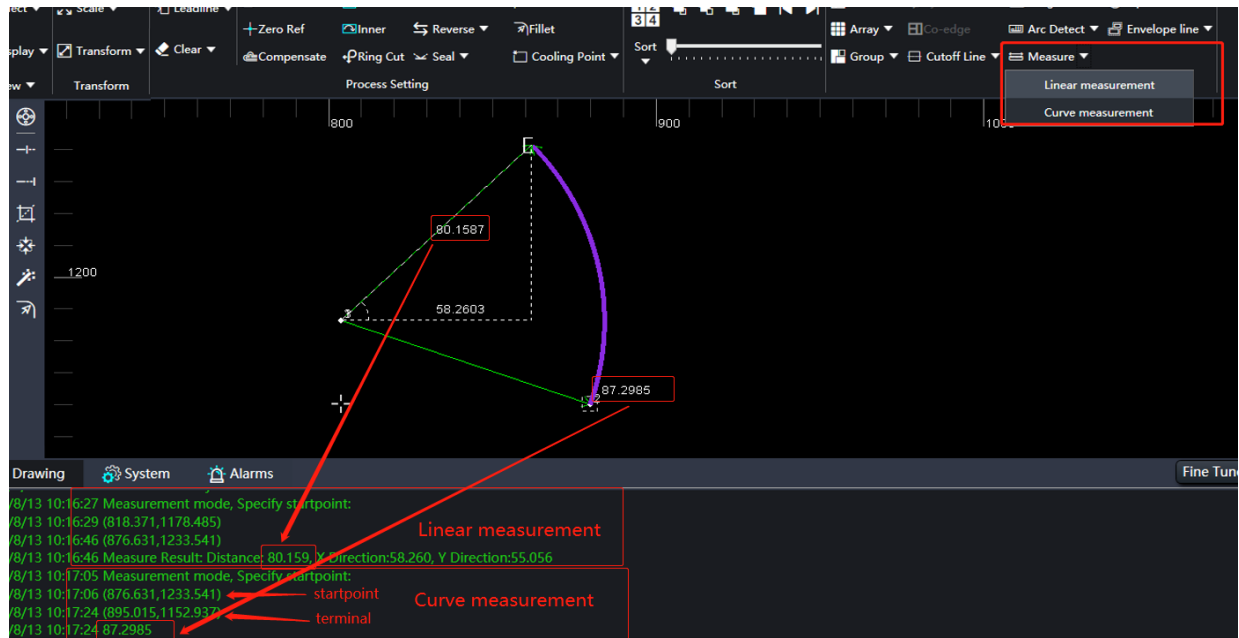 Scale ▾ Leadline ▾
Zero Ref Inner Reverse ▾ Fillet 1 2 3 4 Array ▾ Co-edge Arc Detect ▾ Envelope line ▾
Transform ▾ Clear ▾ Compensate Ring Cut Seal ▾ Cooling Point ▾ Sort Group ▾ Cutoff Line ▾ Measure ▾
Transform Process Setting Sort
Linear measurement
Curve measurement
800 900
E
80.1587
1200
58.2603
3
87.2985
2
Drawing System Alarms
/8/13 10:16:27 Measurement mode, Specify startpoint:
/8/13 10:16:29 (818.371,1178.485)
Linear measurement
/8/13 10:16:46 (876.631,1233.541)
/8/13 10:16:46 Measure Result: Distance: 80.159, X Direction:58.260, Y Direction:55.056
/8/13 10:17:05 Measurement mode, Specify startpoint:
/8/13 10:17:06 (876.631,1233.541) startpoint
Curve measurement
/8/13 10:17:24 (895.015,1152.937) terminal
/8/13 10:17:24 87.2985